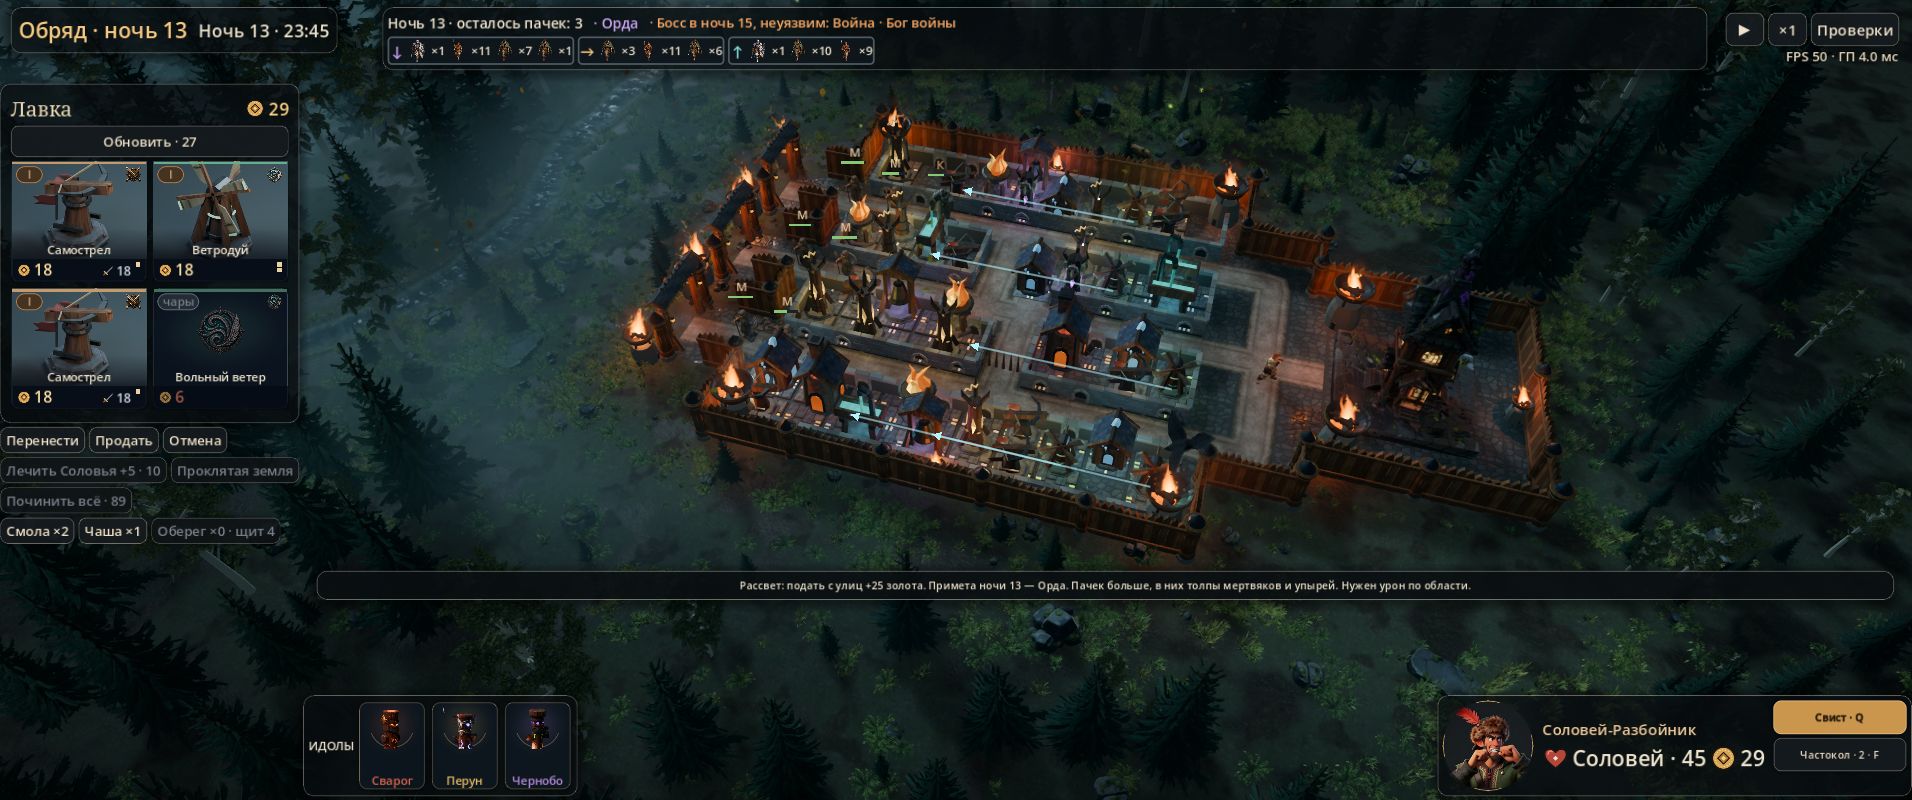 Обряд · ночь 13 Ночь 13 · 23:45
Ночь 13 · осталось пачек: 3 · Орда · Босс в ночь 15, неуязвим: Война · Бог войны
↓ ×1 ×11 ×7 ×1 → ×3 ×11 ×6 ↑ ×1 ×10 ×9
×1 Проверки
FPS 50 · ГП 4.0 мс
Лавка 29
Обновить · 27
I I
Самострел Ветродуй
18 18 18
I чары
Самострел Вольный ветер
18 18 6
Перенести Продать Отмена
Лечить Соловья +5 · 10 Проклятая земля
Починить всё · 89
Смола ×2 Чаша ×1 Оберег ×0 · щит 4
М
М
К
М
М
М
М
Рассвет: подать с улиц +25 золота. Примета ночи 13 — Орда. Пачек больше, в них толпы мертвяков и упырей. Нужен урон по области.
ИДОЛЫ
Сварог Перун Чернобо
Соловей-Разбойник
Соловей · 45 29
Свист · Q
Частокол · 2 · F